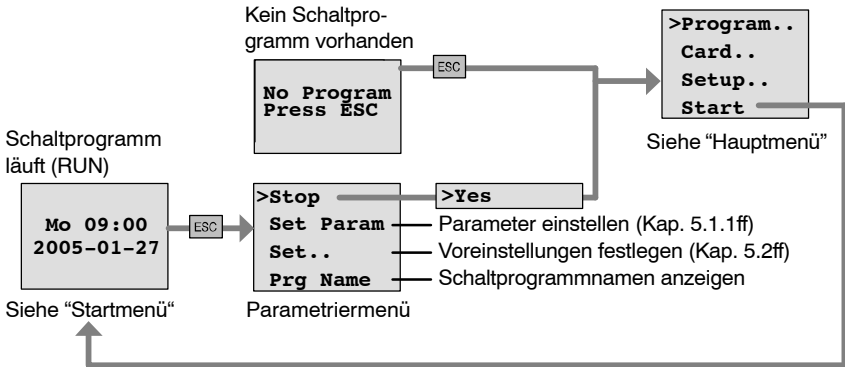 Kein Schaltpro-
gramm vorhanden
No Program
Press ESC
ESC
>Program..
Card..
Setup..
Start
Siehe “Hauptmenü”
Schaltprogramm
läuft (RUN)
Mo 09:00
2005-01-27
ESC
Siehe “Startmenü“
>Stop
Set Param
Set..
Prg Name
Parametriermenü
>Yes
Parameter einstellen (Kap. 5.1.1ff)
Voreinstellungen festlegen (Kap. 5.2ff)
Schaltprogrammnamen anzeigen